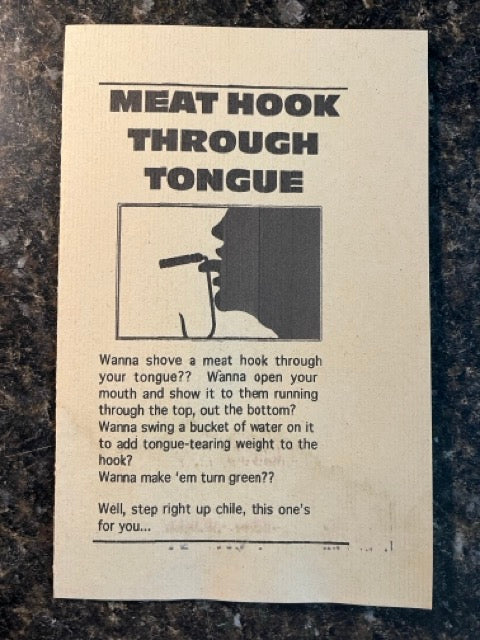 MEAT HOOK
THROUGH
TONGUE
Wanna shove a meat hook through
your tongue?? Wanna open your
mouth and show it to them running
through the top, out the bottom?
Wanna swing a bucket of water on it
to add tongue-tearing weight to the
hook?
Wanna make 'em turn green??
Well, step right up chile, this one's
for you...